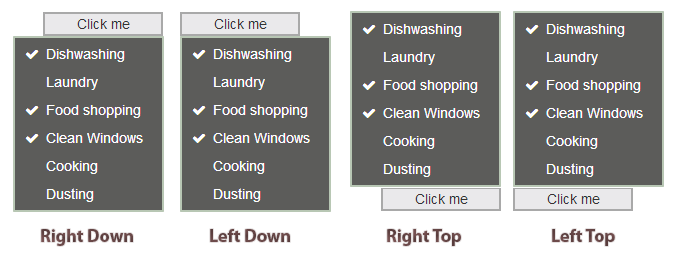 Click me
Dishwashing
Laundry
Food shopping
Clean Windows
Cooking
Dusting
Right Down
Click me
Dishwashing
Laundry
Food shopping
Clean Windows
Cooking
Dusting
Left Down
Dishwashing
Laundry
Food shopping
Clean Windows
Cooking
Dusting
Click me
Right Top
Dishwashing
Laundry
Food shopping
Clean Windows
Cooking
Dusting
Click me
Left Top